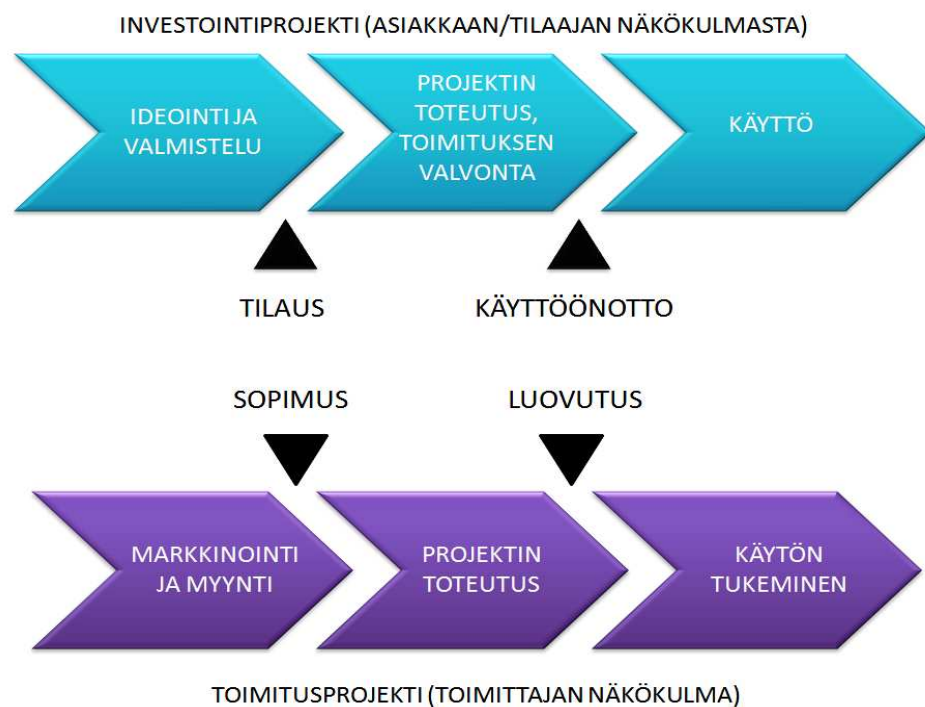 INVESTOINTIPROJEKTI (ASIAKKAAN/TILAAJAN NÄKÖKULMASTA)
IDEOINTI JA
VALMISTELU
PROJEKTIN
TOTEUTUS,
TOIMITUKSEN
VALVONTA
KÄYTTÖ
TILAUS
KÄYTTÖÖNOTTO
SOPIMUS
LUOVUTUS
MARKKINOINTI
JA MYYNTI
PROJEKTIN
TOTEUTUS
KÄYTÖN
TUKEMINEN
TOIMITUSPROJEKTI (TOIMITTAJAN NÄKÖKULMA)